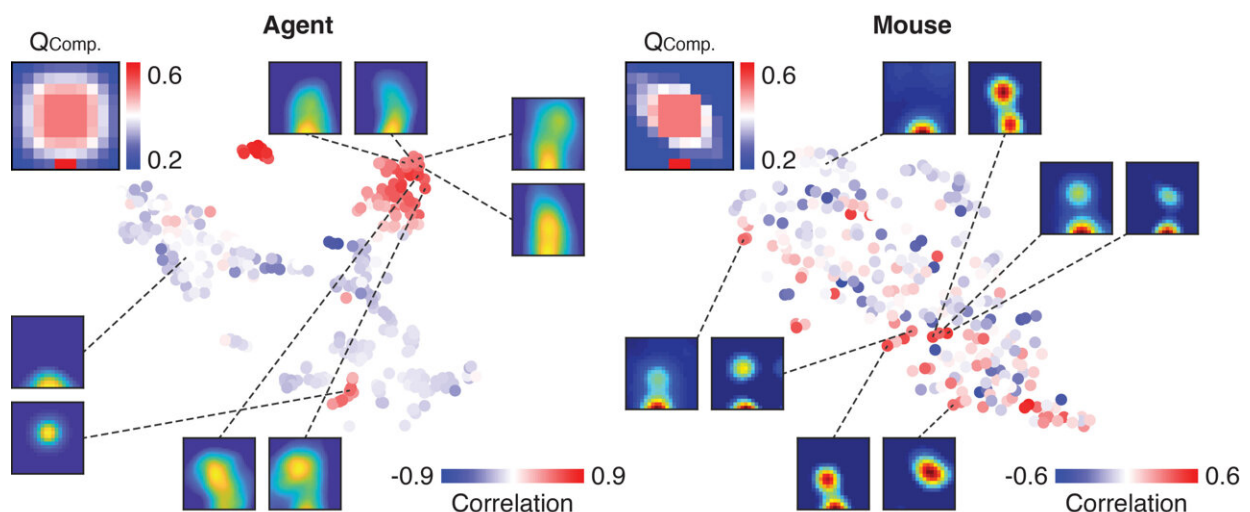 Agent
QComp.
0.6
0.2
-0.9
0.9
Correlation
Mouse
QComp.
0.6
0.2
-0.6
0.6
Correlation